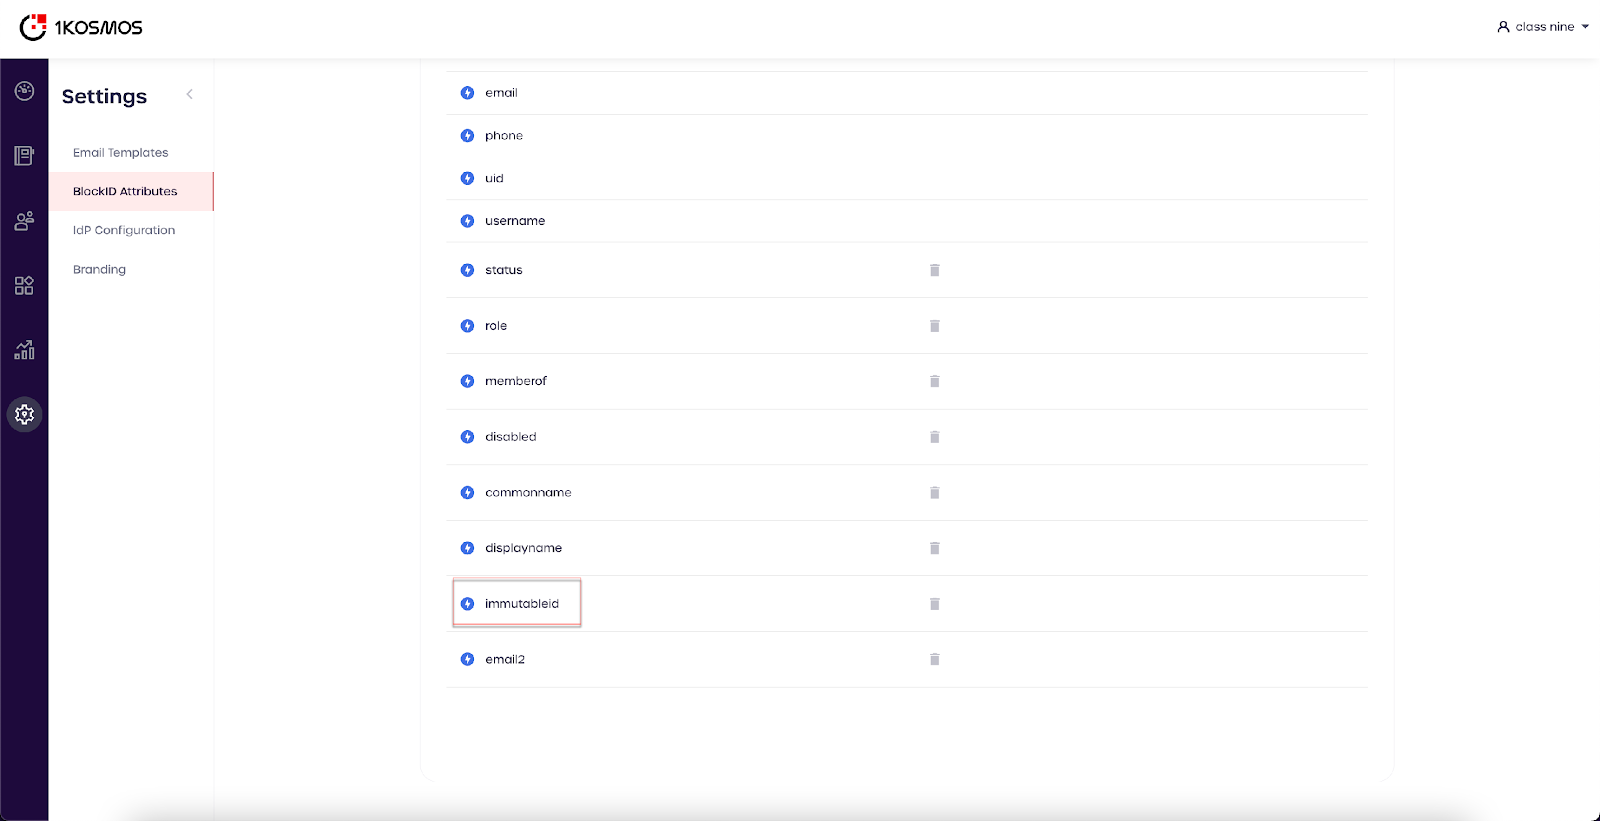 1KOSMOS
class nine
Settings
Email Templates
BlockID Attributes
IdP Configuration
Branding
email
phone
uid
username
status
role
memberof
disabled
commonname
displayname
immutableid
email2